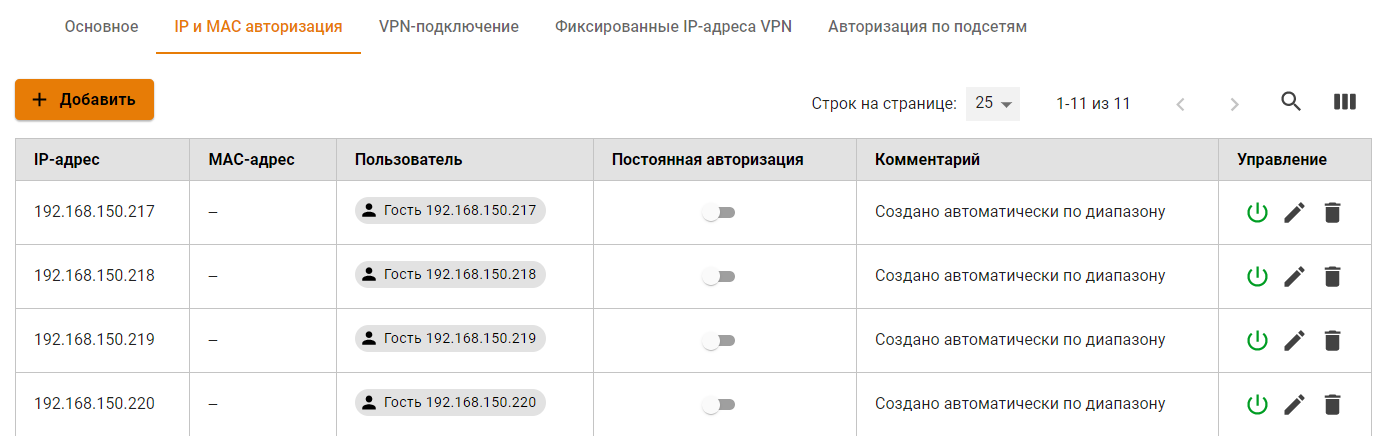 Основное IP и MAC авторизация VPN-подключение Фиксированные IP-адреса VPN Авторизация по подсетям
+ Добавить Строк на странице: 25 1-11 из 11
IP-адрес MAC-адрес Пользователь Постоянная авторизация Комментарий Управление
192.168.150.217 – Гость 192.168.150.217 Создано автоматически по диапазону
192.168.150.218 – Гость 192.168.150.218 Создано автоматически по диапазону
192.168.150.219 – Гость 192.168.150.219 Создано автоматически по диапазону
192.168.150.220 – Гость 192.168.150.220 Создано автоматически по диапазону